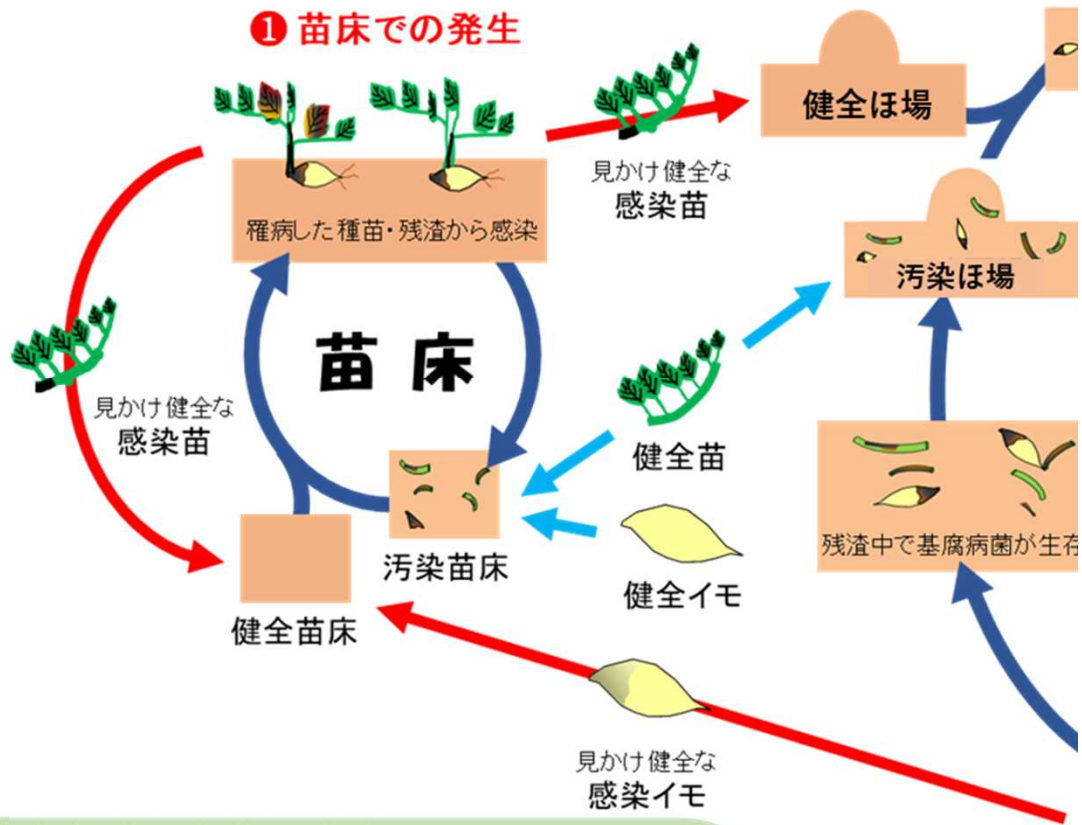 ❶ 苗床での発生
健全ほ場
見かけ健全な
感染苗
罹病した種苗・残渣から感染
汚染ほ場
苗床
見かけ健全な
感染苗
健全苗
汚染苗床
残渣中で基腐病菌が生存
健全イモ
健全苗床
見かけ健全な
感染イモ